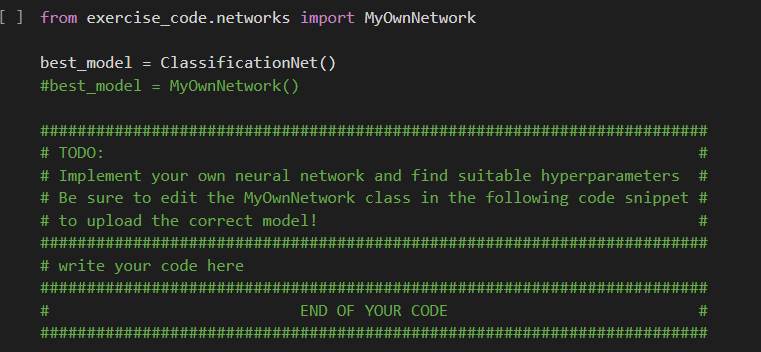 [ ] from exercise_code.networks import MyOwnNetwork
best_model = ClassificationNet()
#best_model = MyOwnNetwork()
########################################################################
# TODO:                                                                #
# Implement your own neural network and find suitable hyperparameters  #
# Be sure to edit the MyOwnNetwork class in the following code snippet #
# to upload the correct model!                                         #
########################################################################
# write your code here
########################################################################
#                           END OF YOUR CODE                           #
########################################################################